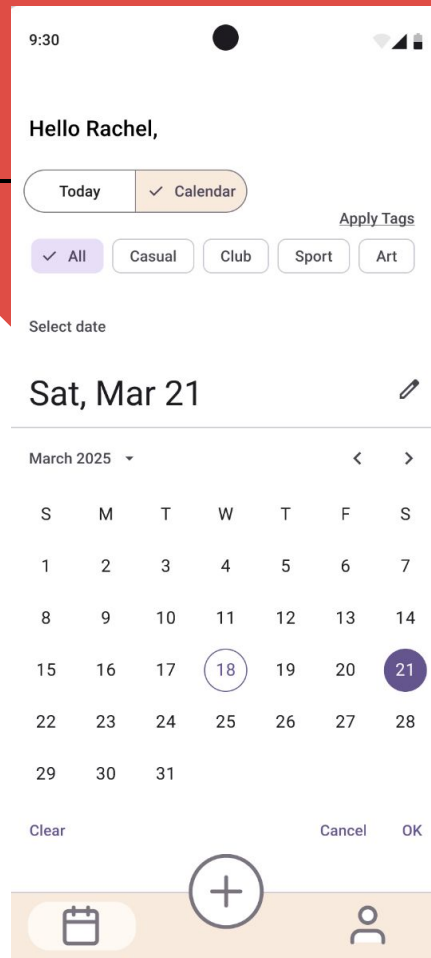 9:30
Hello Rachel,
Today Calendar
Apply Tags
All Casual Club Sport Art
Select date
Sat, Mar 21
March 2025
S M T W T F S
1 2 3 4 5 6 7
8 9 10 11 12 13 14
15 16 17 18 19 20 21
22 23 24 25 26 27 28
29 30 31
Clear Cancel OK